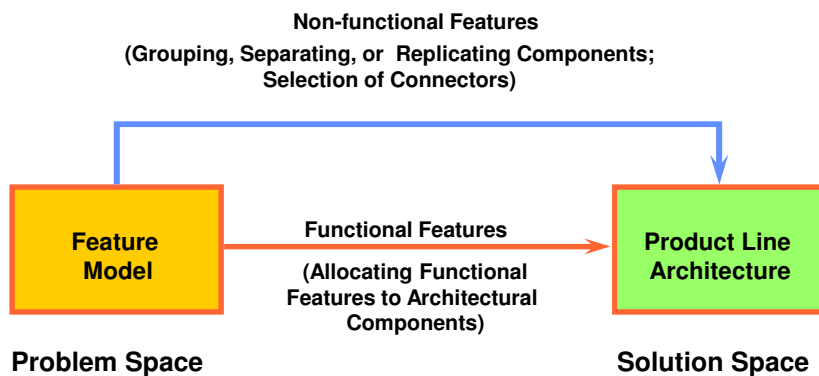 Non-functional Features
(Grouping, Separating, or Replicating Components;
Selection of Connectors)
Feature
Model
Functional Features
(Allocating Functional
Features to Architectural
Components)
Product Line
Architecture
Problem Space
Solution Space